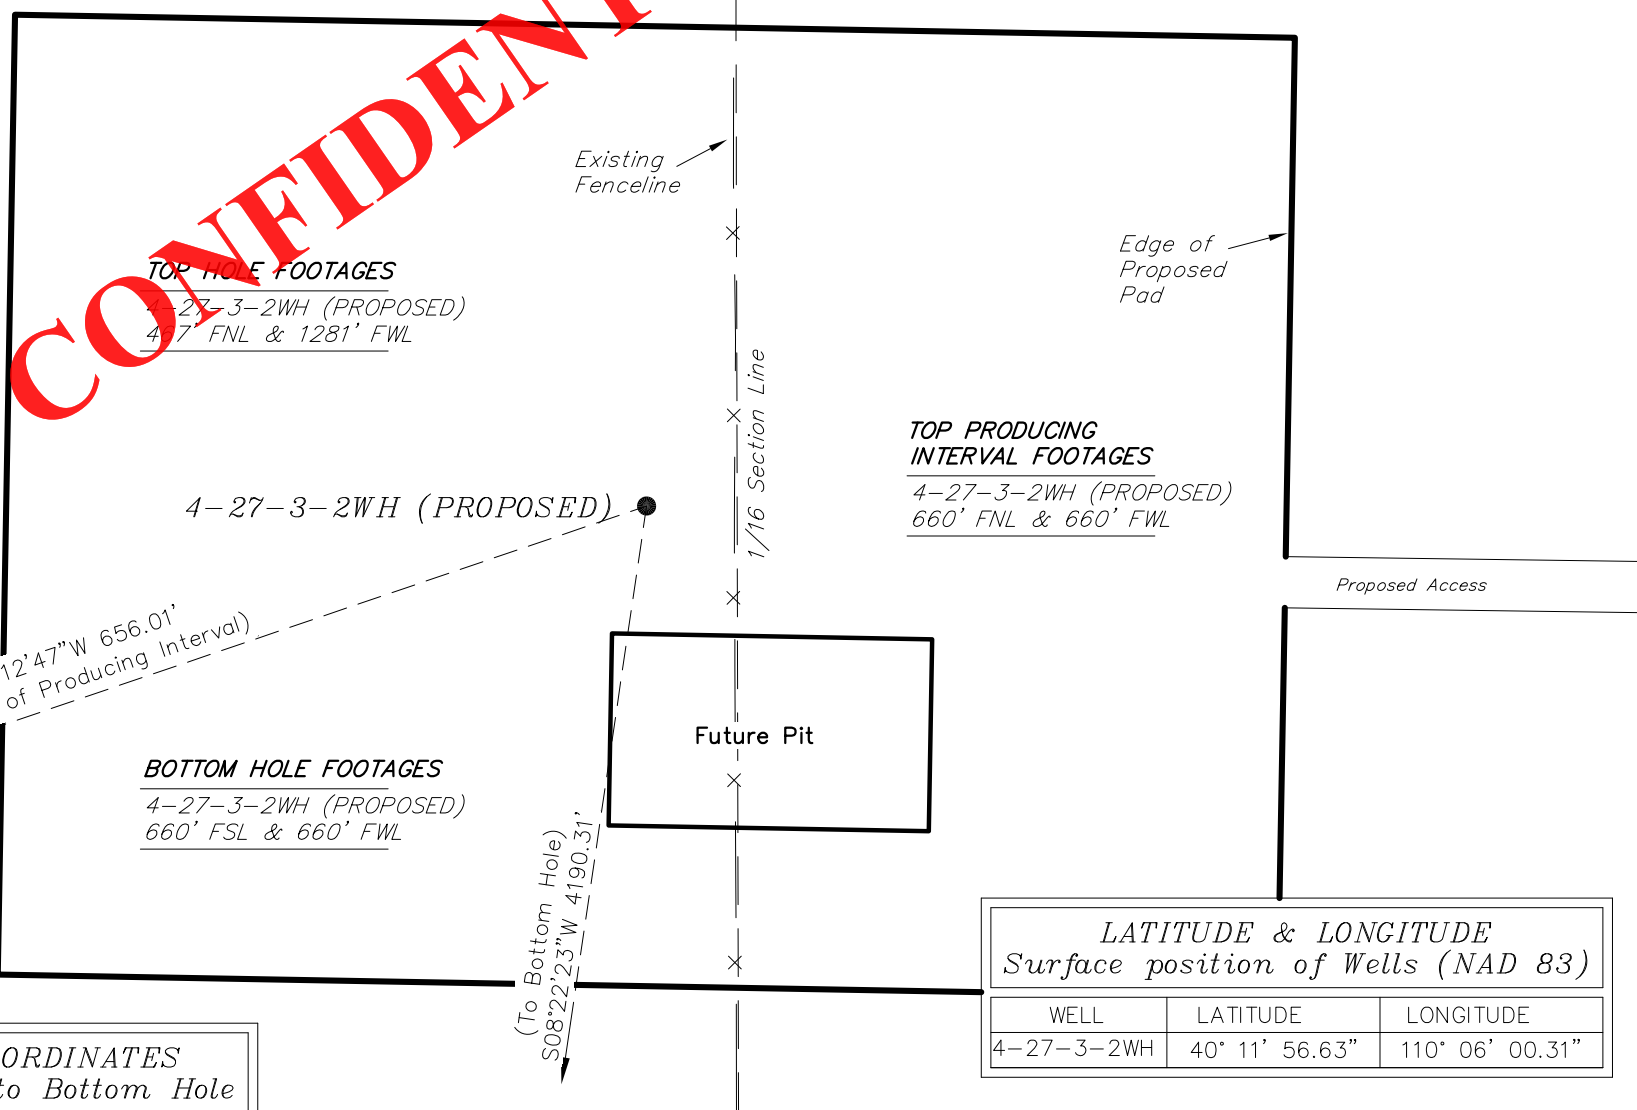 CONFIDENT
Existing
Fenceline
Edge of
Proposed
Pad
TOP HOLE FOOTAGES
4-27-3-2WH (PROPOSED)
467' FNL & 1281' FWL
1/16 Section Line
TOP PRODUCING
INTERVAL FOOTAGES
4-27-3-2WH (PROPOSED)
660' FNL & 660' FWL
4-27-3-2WH (PROPOSED)
Proposed Access
12'47"W 656.01'
of Producing Interval)
Future Pit
BOTTOM HOLE FOOTAGES
4-27-3-2WH (PROPOSED)
660' FSL & 660' FWL
(To Bottom Hole)
S08°22'23"W 4190.31'
LATITUDE & LONGITUDE
Surface position of Wells (NAD 83)
WELL LATITUDE LONGITUDE
4-27-3-2WH 40° 11' 56.63" 110° 06' 00.31"
ORDINATES
to Bottom Hole